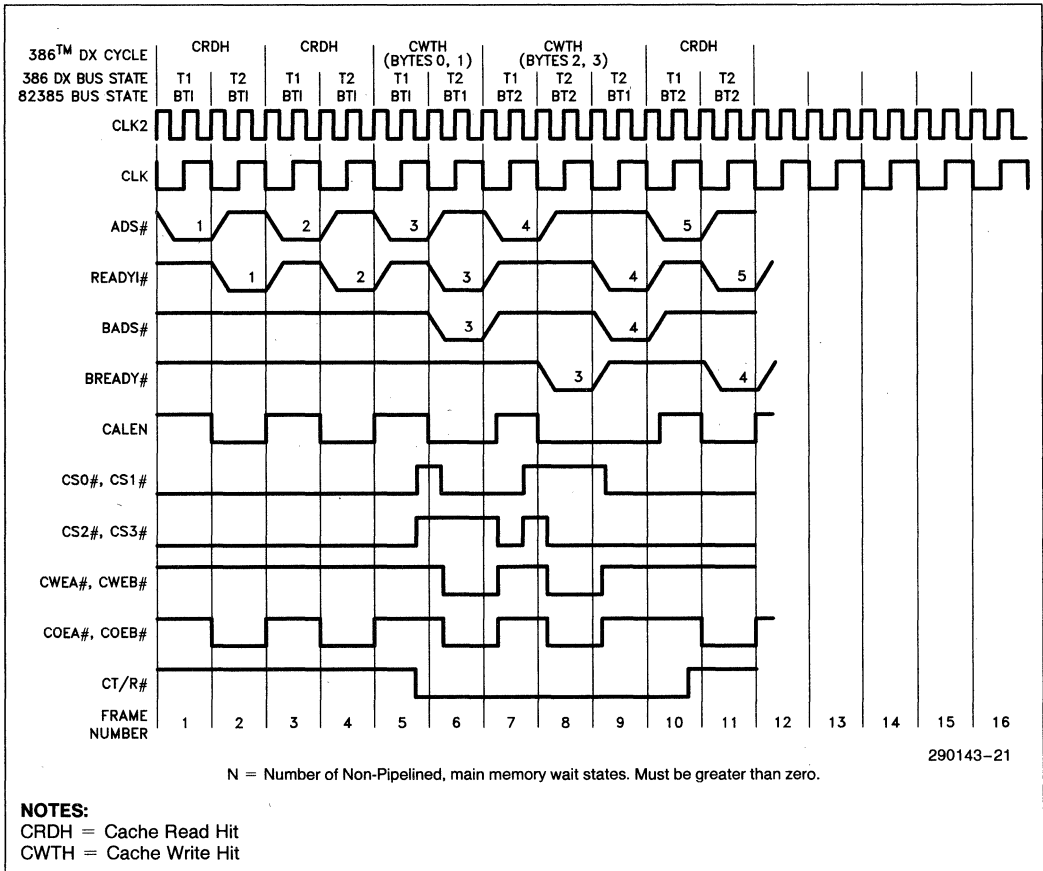 386™ DX CYCLE CRDH CRDH CWTH (BYTES 0, 1) CWTH (BYTES 2, 3) CRDH
386 DX BUS STATE T1 T2 T1 T2 T1 T2 T1 T2 T2 T1 T2
82385 BUS STATE BTI BTI BTI BTI BTI BT1 BT2 BT2 BT1 BT2 BT2
CLK2
CLK
ADS# 1 2 3 4 5
READYI# 1 2 3 4 5
BADS# 3 4
BREADY# 3 4
CALEN
CS0#, CS1#
CS2#, CS3#
CWEA#, CWEB#
COEA#, COEB#
CT/R#
FRAME NUMBER 1 2 3 4 5 6 7 8 9 10 11 12 13 14 15 16
290143–21
N = Number of Non-Pipelined, main memory wait states. Must be greater than zero.
NOTES:
CRDH = Cache Read Hit
CWTH = Cache Write Hit